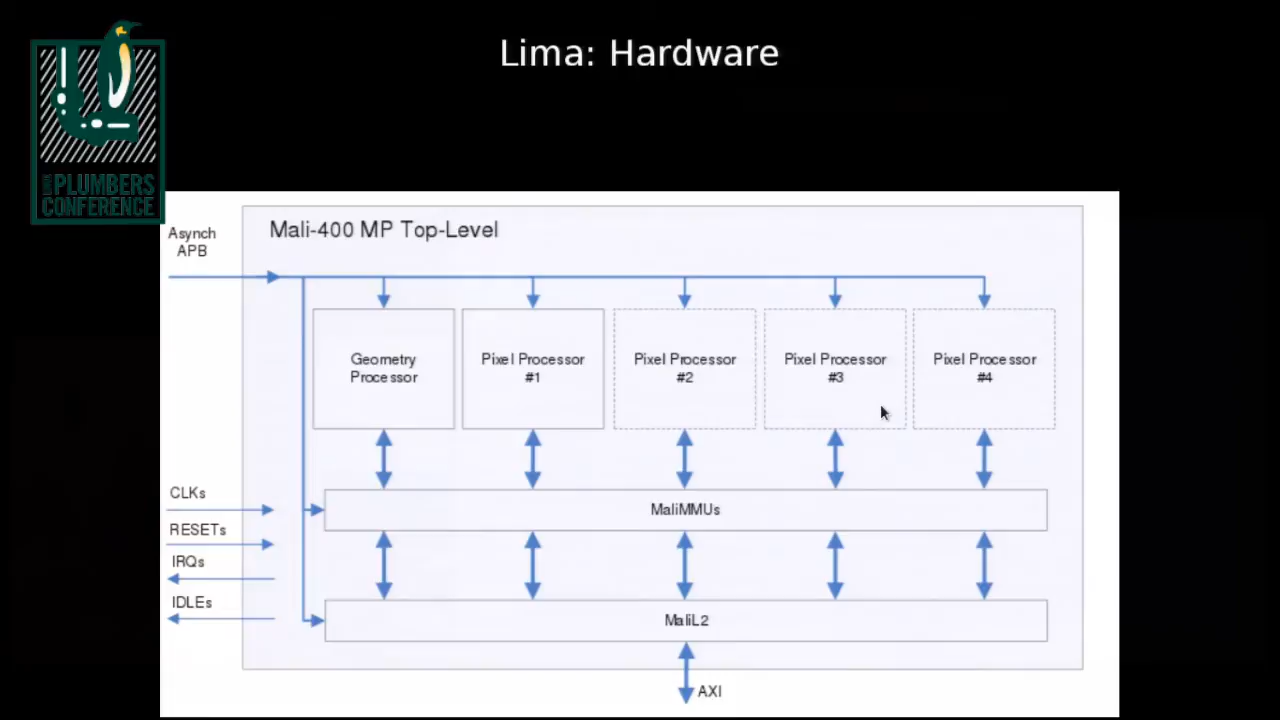 Lima: Hardware
LINUX
PLUMBERS
CONFERENCE
Mali-400 MP Top-Level
Asynch
APB
Geometry
Processor
Pixel Processor
#1
Pixel Processor
#2
Pixel Processor
#3
Pixel Processor
#4
CLKs
MaliMMUs
RESETs
IRQs
IDLEs
MaliL2
AXI